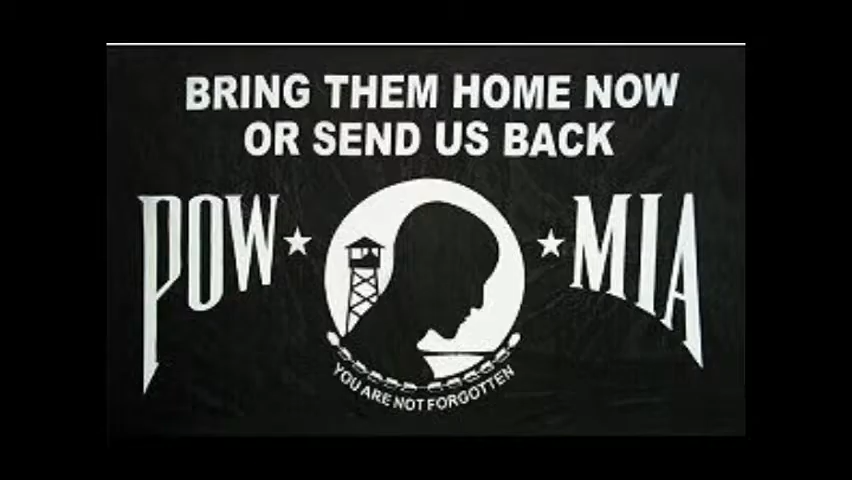 BRING THEM HOME NOW
OR SEND US BACK
POW MIA
YOU ARE NOT FORGOTTEN